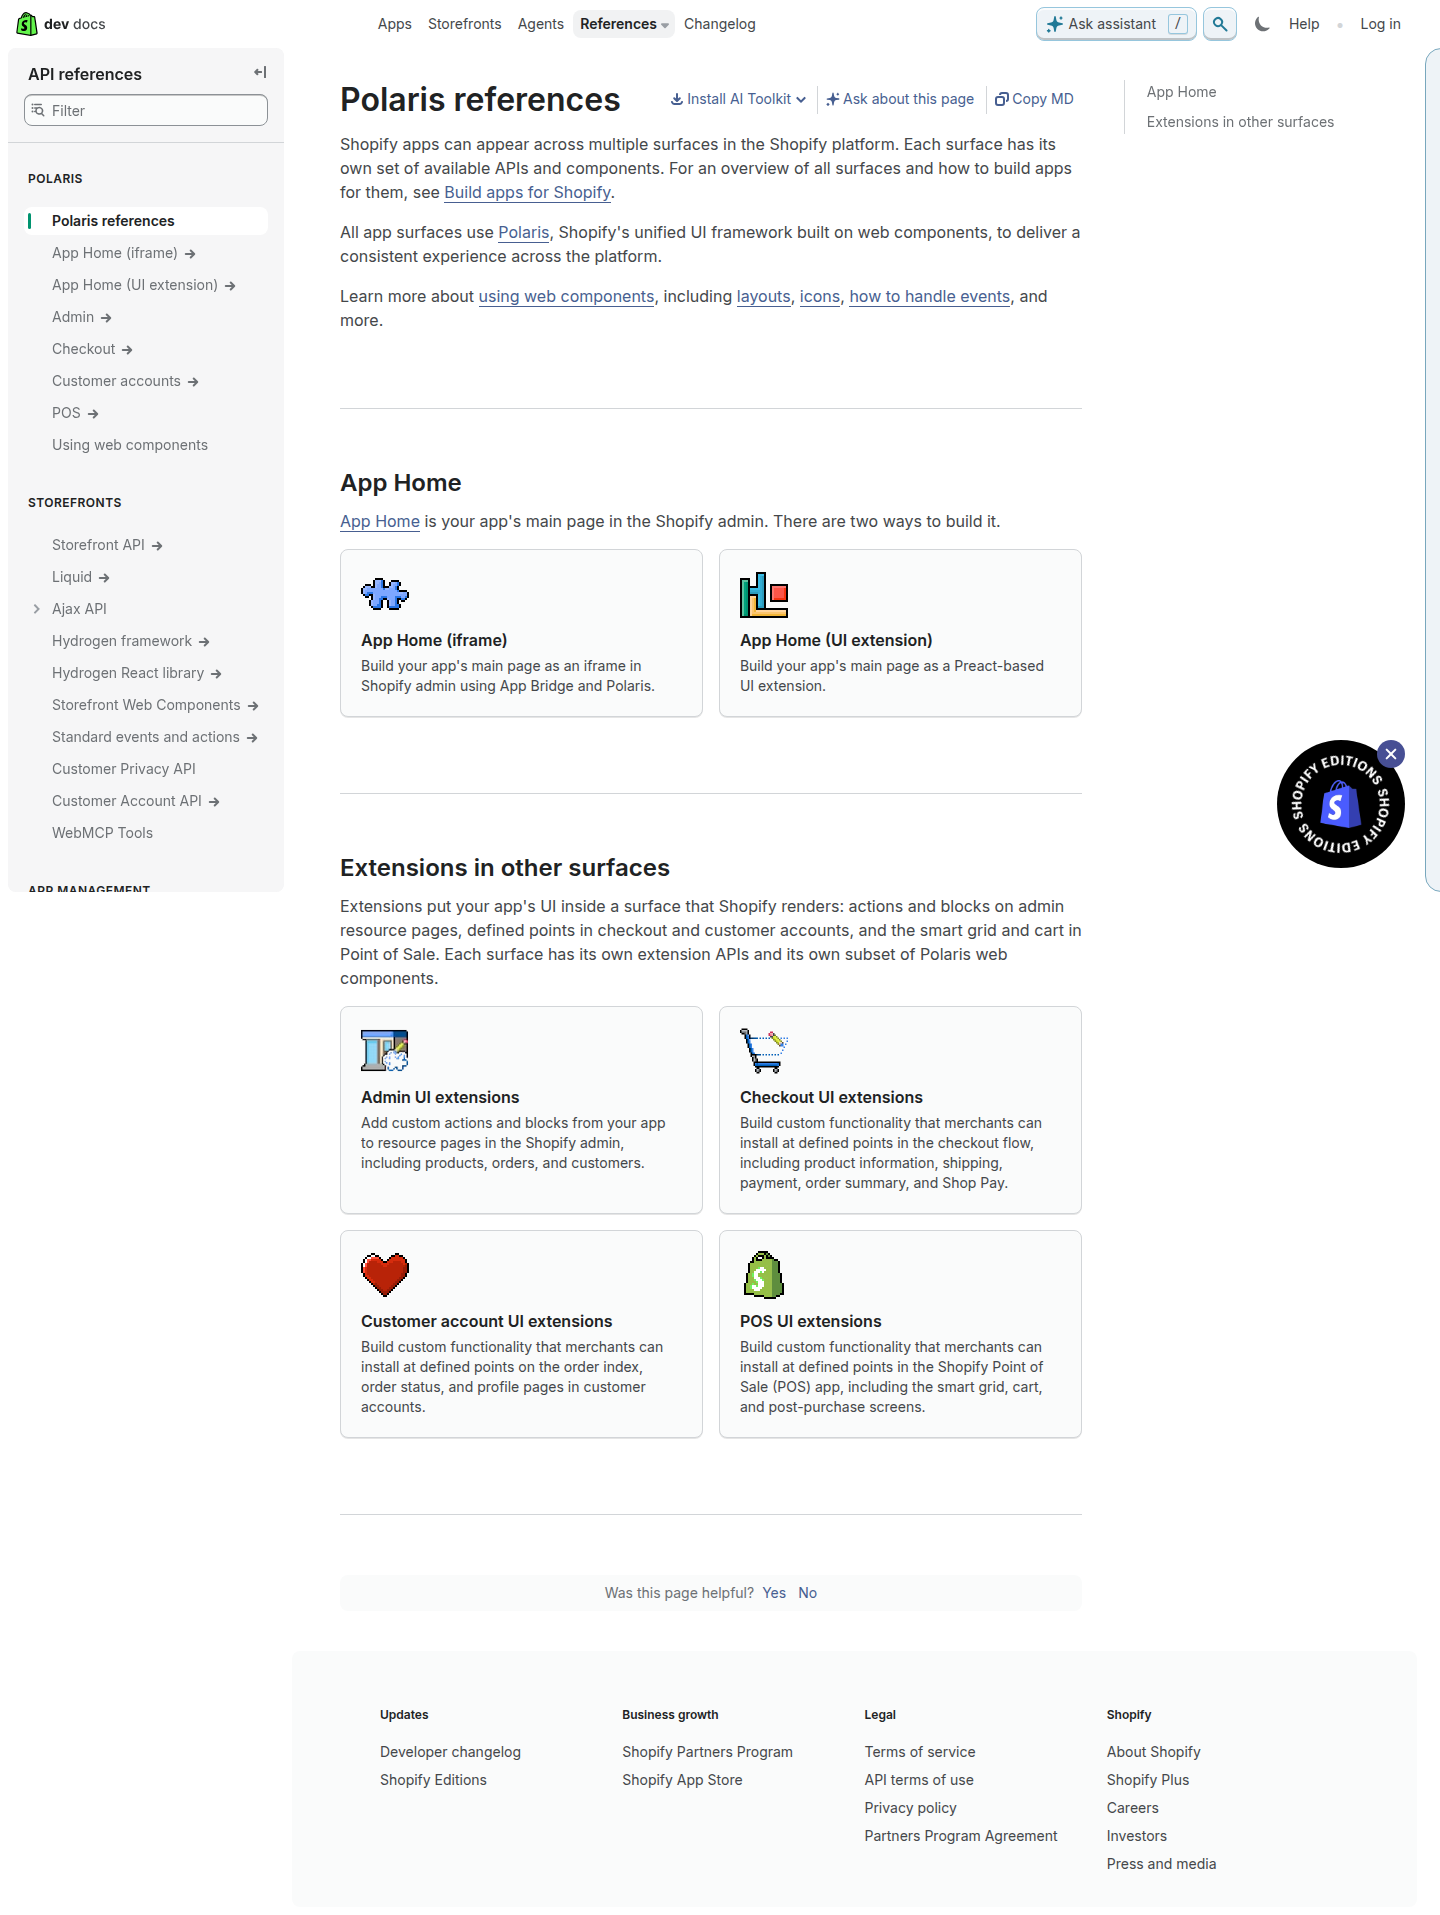 dev docs
Apps
Storefronts
Agents
References
Changelog
Ask assistant
/
Help
Log in
API references
Filter
POLARIS
Polaris references
App Home (iframe)
App Home (UI extension)
Admin
Checkout
Customer accounts
POS
Using web components
STOREFRONTS
Storefront API
Liquid
Ajax API
Hydrogen framework
Hydrogen React library
Storefront Web Components
Standard events and actions
Customer Privacy API
Customer Account API
WebMCP Tools
APP MANAGEMENT
Polaris references
Install AI Toolkit
Ask about this page
Copy MD
Shopify apps can appear across multiple surfaces in the Shopify platform. Each surface has its
own set of available APIs and components. For an overview of all surfaces and how to build apps
for them, see Build apps for Shopify.
All app surfaces use Polaris, Shopify's unified UI framework built on web components, to deliver a
consistent experience across the platform.
Learn more about using web components, including layouts, icons, how to handle events, and
more.
App Home
App Home is your app's main page in the Shopify admin. There are two ways to build it.
App Home (iframe)
Build your app's main page as an iframe in
Shopify admin using App Bridge and Polaris.
App Home (UI extension)
Build your app's main page as a Preact-based
UI extension.
Extensions in other surfaces
Extensions put your app's UI inside a surface that Shopify renders: actions and blocks on admin
resource pages, defined points in checkout and customer accounts, and the smart grid and cart in
Point of Sale. Each surface has its own extension APIs and its own subset of Polaris web
components.
Admin UI extensions
Add custom actions and blocks from your app
to resource pages in the Shopify admin,
including products, orders, and customers.
Checkout UI extensions
Build custom functionality that merchants can
install at defined points in the checkout flow,
including product information, shipping,
payment, order summary, and Shop Pay.
Customer account UI extensions
Build custom functionality that merchants can
install at defined points on the order index,
order status, and profile pages in customer
accounts.
POS UI extensions
Build custom functionality that merchants can
install at defined points in the Shopify Point of
Sale (POS) app, including the smart grid, cart,
and post-purchase screens.
Was this page helpful? Yes No
App Home
Extensions in other surfaces
SHOPIFY EDITIONS SHOPIFY EDITIONS
Updates
Developer changelog
Shopify Editions
Business growth
Shopify Partners Program
Shopify App Store
Legal
Terms of service
API terms of use
Privacy policy
Partners Program Agreement
Shopify
About Shopify
Shopify Plus
Careers
Investors
Press and media